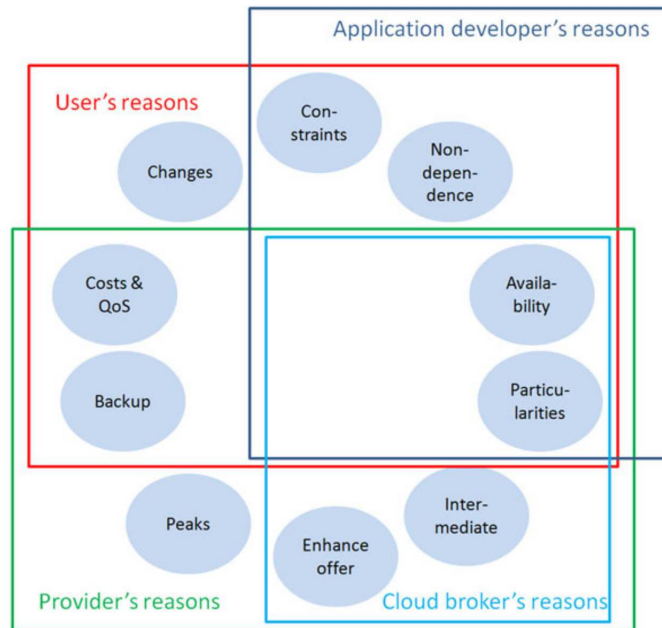 Application developer's reasons
User's reasons
Con-
straints
Changes
Non-
depen-
dence
Costs &
QoS
Availa-
bility
Backup
Particu-
larities
Peaks
Inter-
mediate
Enhance
offer
Provider's reasons
Cloud broker's reasons